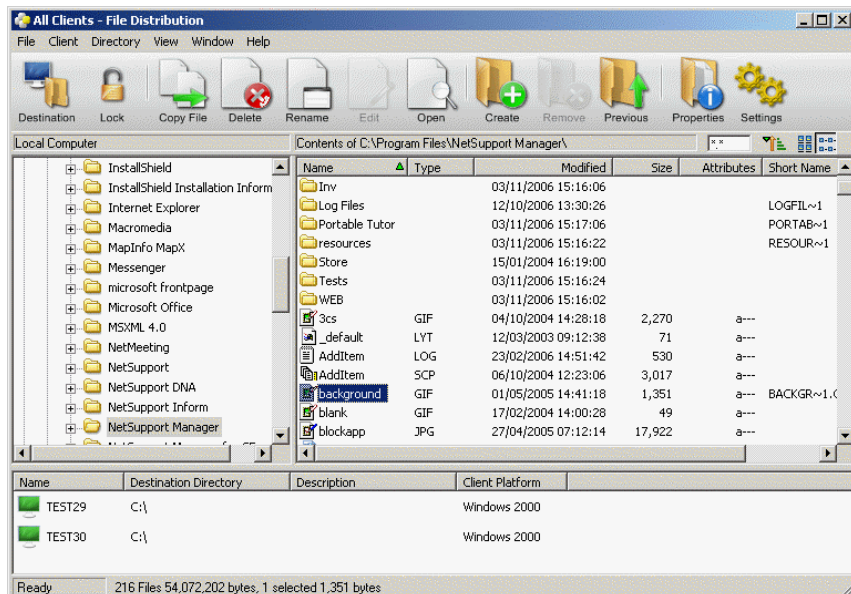 All Clients - File Distribution
File Client Directory View Window Help
Destination Lock Copy File Delete Rename Edit Open Create Remove Previous Properties Settings
Local Computer
Contents of C:\Program Files\NetSupport Manager\
*.*
InstallShield
InstallShield Installation Inform
Internet Explorer
Macromedia
MapInfo MapX
Messenger
microsoft frontpage
Microsoft Office
MSXML 4.0
NetMeeting
NetSupport
NetSupport DNA
NetSupport Inform
NetSupport Manager
Name Type Modified Size Attributes Short Name
Inv 03/11/2006 15:16:06
Log Files 12/10/2006 13:30:26 LOGFIL~1
Portable Tutor 03/11/2006 15:17:06 PORTAB~1
resources 03/11/2006 15:16:22 RESOUR~1
Store 15/01/2004 16:19:00
Tests 03/11/2006 15:16:24
WEB 03/11/2006 15:16:02
3cs GIF 04/10/2004 14:28:18 2,270 a---
_default LYT 12/03/2003 09:12:38 71 a---
AddItem LOG 23/02/2006 14:51:42 530 a---
AddItem SCP 06/10/2004 12:23:06 3,017 a---
background GIF 01/05/2005 14:41:18 1,351 a--- BACKGR~1.G
blank GIF 17/02/2004 14:00:28 49 a---
blockapp JPG 27/04/2005 07:12:14 17,922 a---
Name Destination Directory Description Client Platform
TEST29 C:\ Windows 2000
TEST30 C:\ Windows 2000
Ready 216 Files 54,072,202 bytes, 1 selected 1,351 bytes